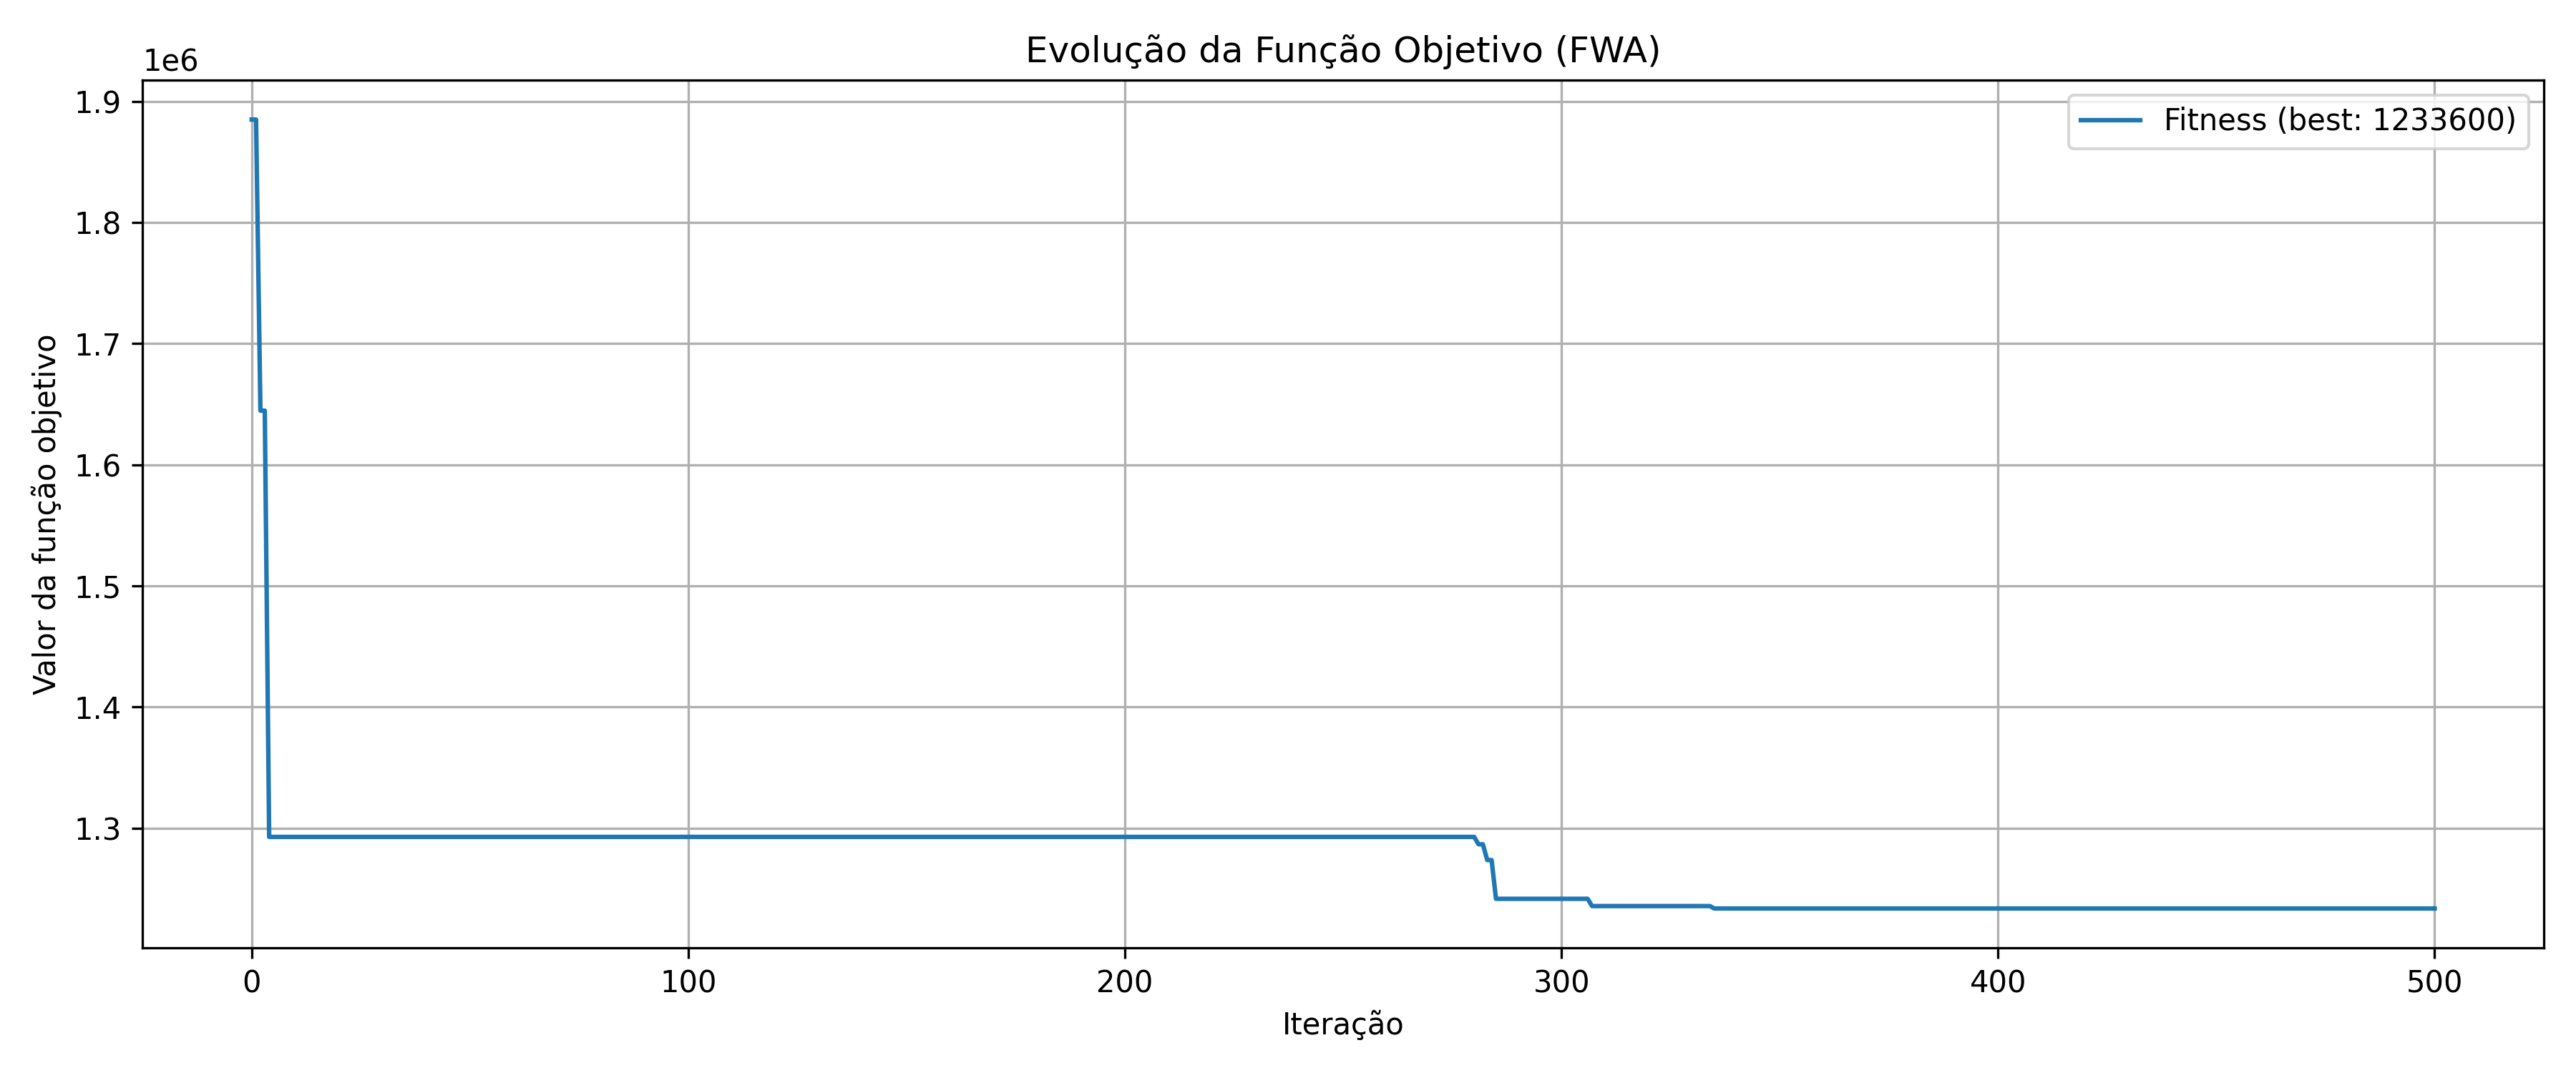 Evolução da Função Objetivo (FWA)
1e6
1.9
1.8
1.7
1.6
1.5
1.4
1.3
Valor da função objetivo
Fitness (best: 1233600)
0 100 200 300 400 500
Iteração